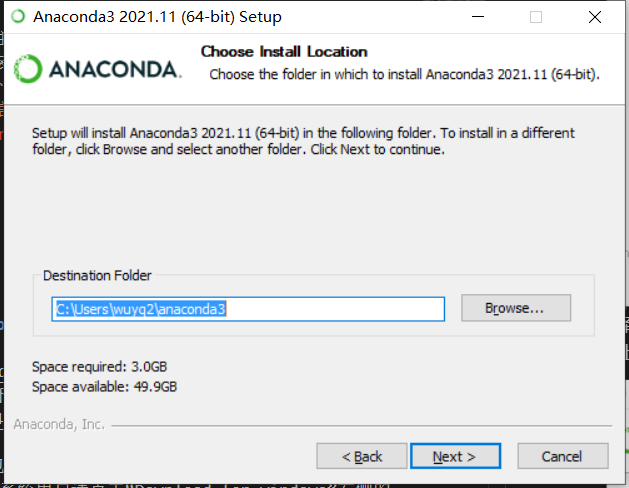 Anaconda3 2021.11 (64-bit) Setup
ANACONDA.
Choose Install Location
Choose the folder in which to install Anaconda3 2021.11 (64-bit).
Setup will install Anaconda3 2021.11 (64-bit) in the following folder. To install in a different
folder, click Browse and select another folder. Click Next to continue.
Destination Folder
C:\Users\wuyq2\anaconda3
Browse...
Space required: 3.0GB
Space available: 49.9GB
Anaconda, Inc.
< Back
Next >
Cancel